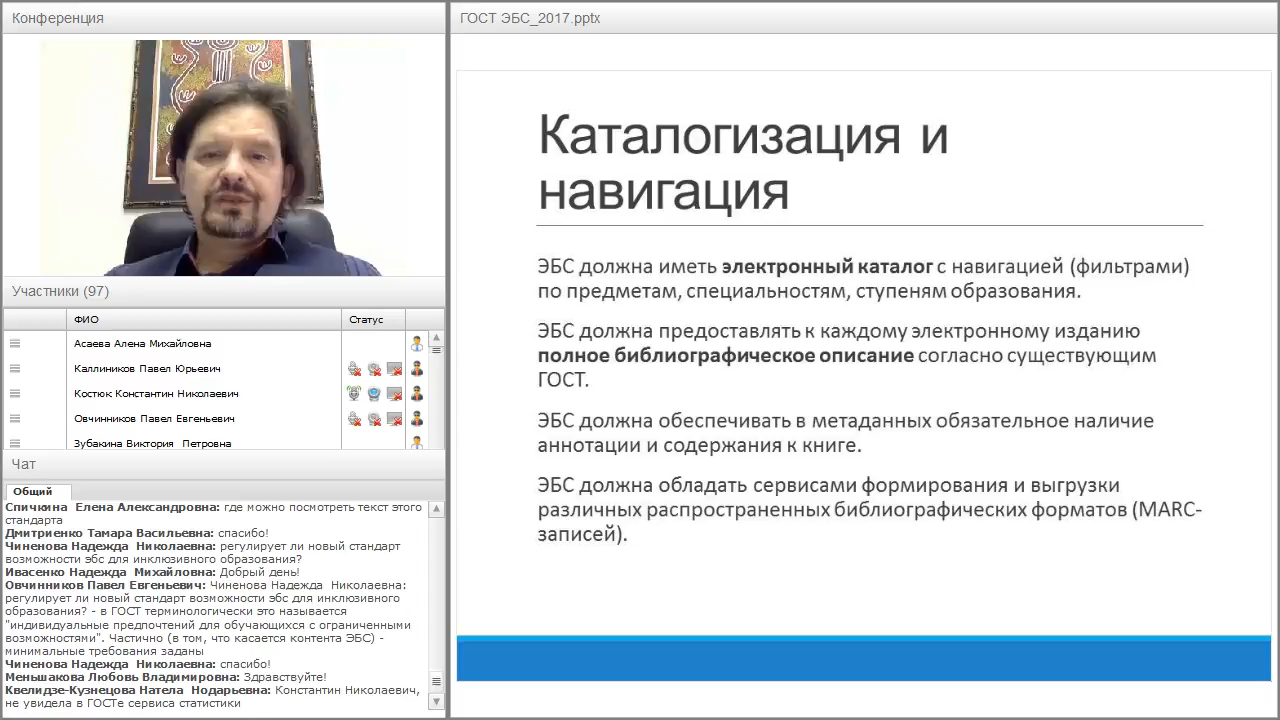 Конференция
ГОСТ ЭБС_2017.pptx
Каталогизация и
навигация
ЭБС должна иметь электронный каталог с навигацией (фильтрами)
по предметам, специальностям, ступеням образования.
ЭБС должна предоставлять к каждому электронному изданию
полное библиографическое описание согласно существующим
ГОСТ.
ЭБС должна обеспечивать в метаданных обязательное наличие
аннотации и содержания к книге.
ЭБС должна обладать сервисами формирования и выгрузки
различных распространенных библиографических форматов (MARC-
записей).
Участники (97)
ФИО Статус
Асаева Алена Михайловна
Каллиников Павел Юрьевич
Костюк Константин Николаевич
Овчинников Павел Евгеньевич
Зубакина Виктория Петровна
Чат
Общий
Спичкина Елена Александровна: где можно посмотреть текст этого
стандарта
Дмитриенко Тамара Васильевна: спасибо!
Чиненова Надежда Николаевна: регулирует ли новый стандарт
возможности эбс для инклюзивного образования?
Ивасенко Надежда Михайловна: Добрый день!
Овчинников Павел Евгеньевич: Чиненова Надежда Николаевна:
регулирует ли новый стандарт возможности эбс для инклюзивного
образования? - в ГОСТ терминологически это называется
"индивидуальные предпочтений для обучающихся с ограниченными
возможностями". Частично (в том, что касается контента ЭБС) -
минимальные требования заданы
Чиненова Надежда Николаевна: спасибо!
Меньшакова Любовь Владимировна: Здравствуйте!
Квелидзе-Кузнецова Натела Нодарьевна: Константин Николаевич,
не увидела в ГОСТе сервиса статистики